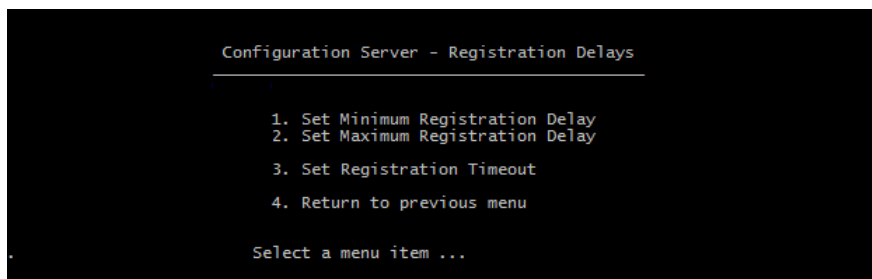 Configuration Server - Registration Delays
1. Set Minimum Registration Delay
2. Set Maximum Registration Delay
3. Set Registration Timeout
4. Return to previous menu
. Select a menu item ...